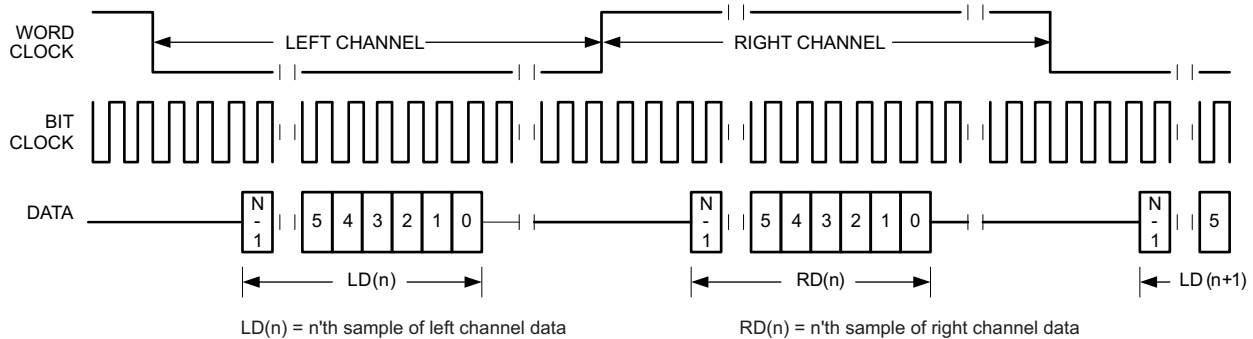 WORD
CLOCK
LEFT CHANNEL
RIGHT CHANNEL
BIT
CLOCK
DATA
N
-
1
5 4 3 2 1 0
N
-
1
5 4 3 2 1 0
N
-
1
5
LD(n)
RD(n)
LD (n+1)
LD(n) = n'th sample of left channel data
RD(n) = n'th sample of right channel data